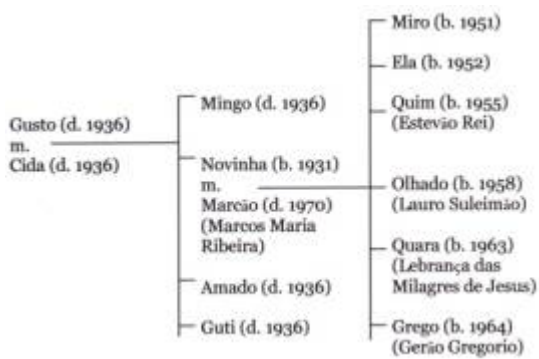 Gusto (d. 1936)
m.
Cida (d. 1936)
Mingo (d. 1936)
Novinha (b. 1931)
m.
Marcão (d. 1970)
(Marcos Maria
Ribeira)
Amado (d. 1936)
Guti (d. 1936)
Miro (b. 1951)
Ela (b. 1952)
Quim (b. 1955)
(Estevão Rei)
Olhado (b. 1958)
(Lauro Suleimão)
Quara (b. 1963)
(Lebrança das
Milagres de Jesus)
Grego (b. 1964)
(Gerão Gregorio)